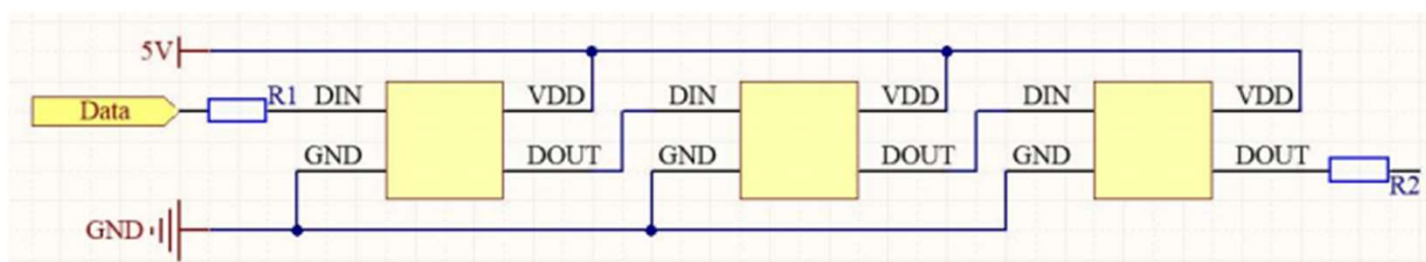 5V
Data R1 DIN VDD DIN VDD DIN VDD
GND DOUT GND DOUT GND DOUT R2
GND